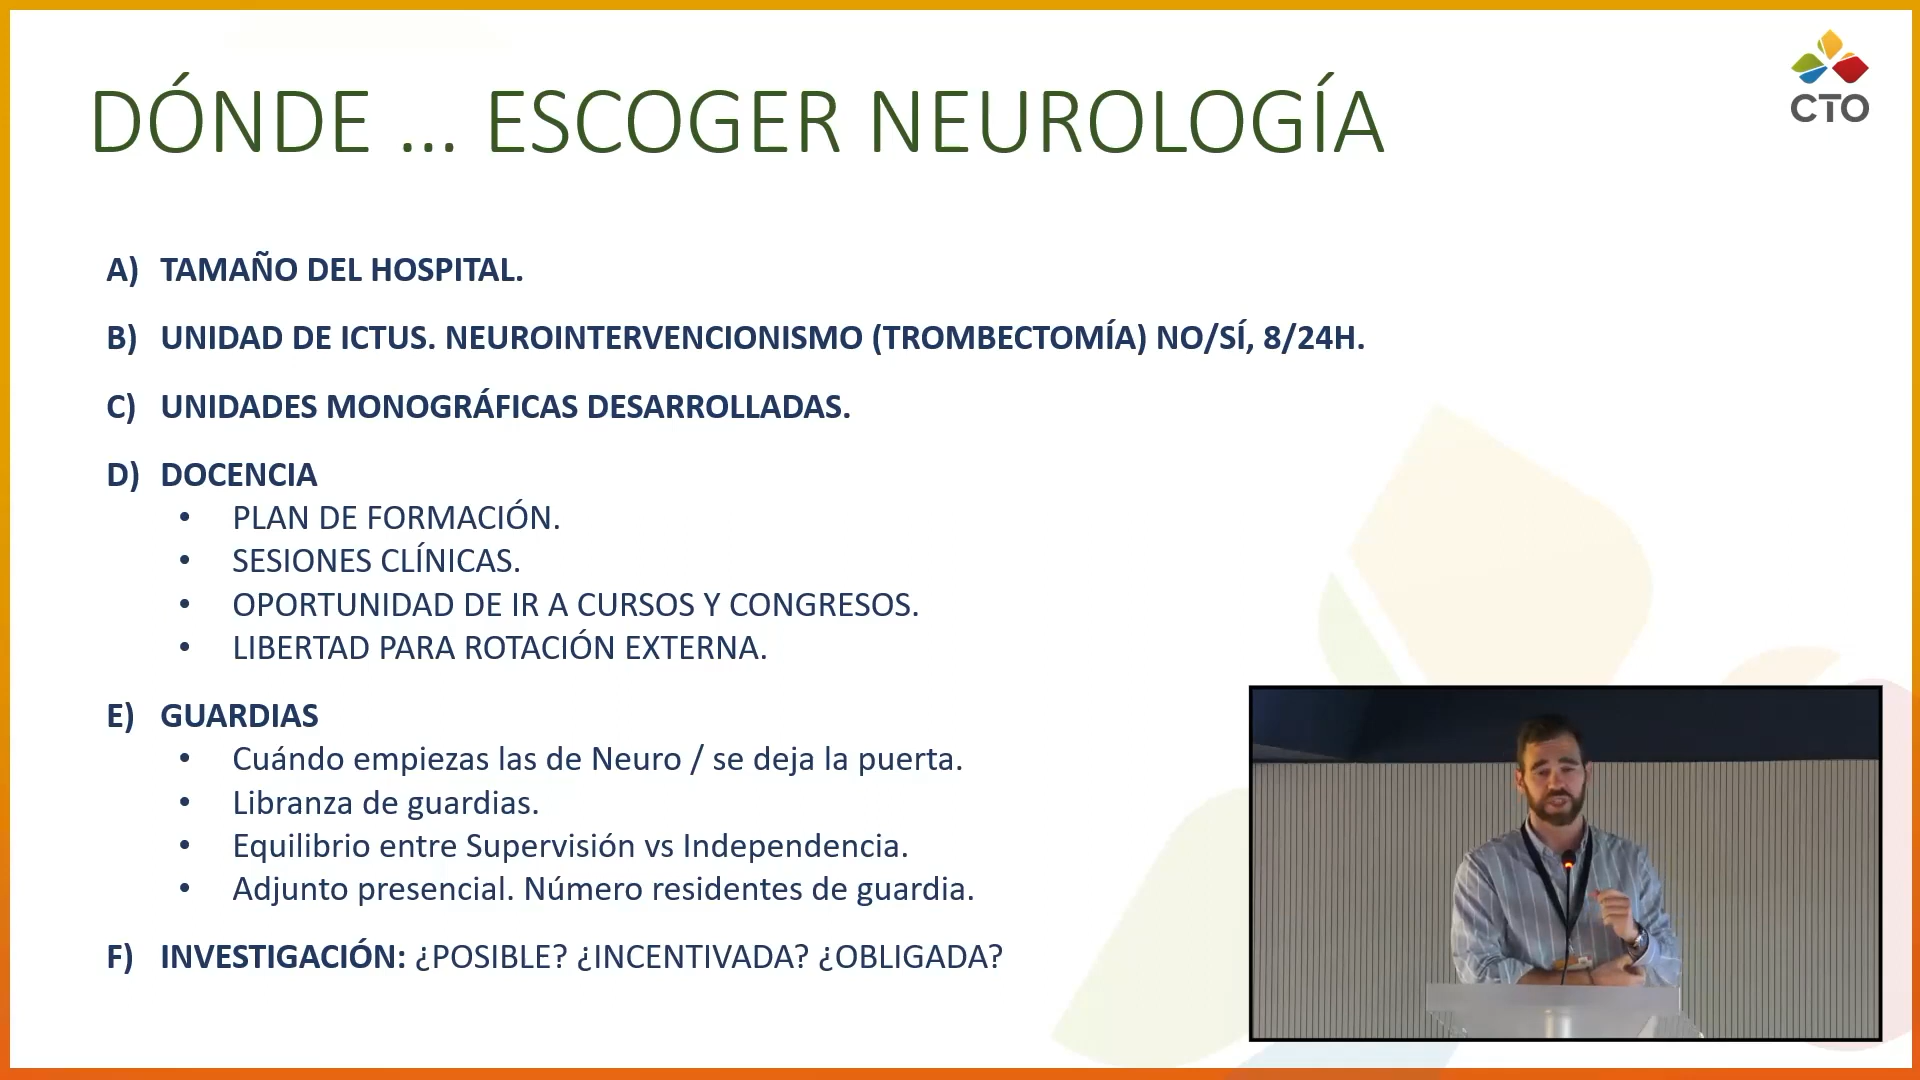 DÓNDE ... ESCOGER NEUROLOGÍA
CTO
A) TAMAÑO DEL HOSPITAL.
B) UNIDAD DE ICTUS. NEUROINTERVENCIONISMO (TROMBECTOMÍA) NO/SÍ, 8/24H.
C) UNIDADES MONOGRÁFICAS DESARROLLADAS.
D) DOCENCIA
• PLAN DE FORMACIÓN.
• SESIONES CLÍNICAS.
• OPORTUNIDAD DE IR A CURSOS Y CONGRESOS.
• LIBERTAD PARA ROTACIÓN EXTERNA.
E) GUARDIAS
• Cuándo empiezas las de Neuro / se deja la puerta.
• Libranza de guardias.
• Equilibrio entre Supervisión vs Independencia.
• Adjunto presencial. Número residentes de guardia.
F) INVESTIGACIÓN: ¿POSIBLE? ¿INCENTIVADA? ¿OBLIGADA?